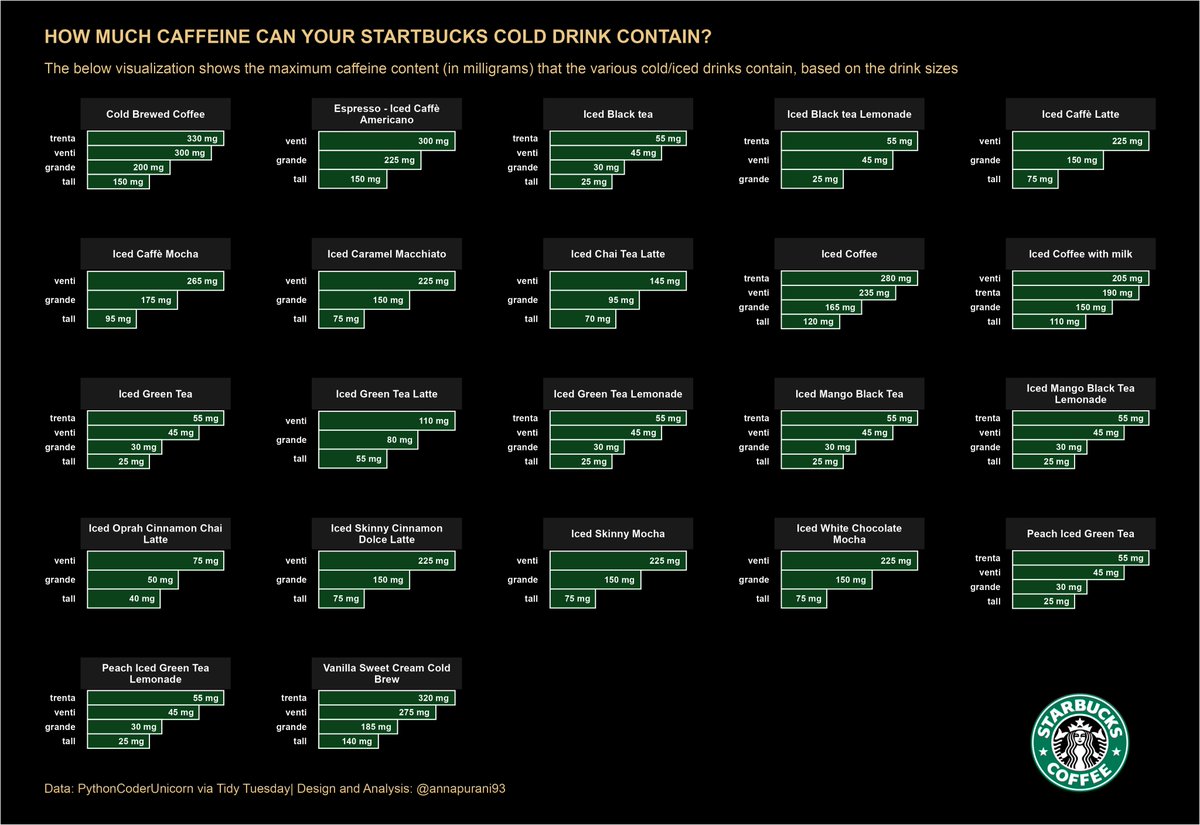 HOW MUCH CAFFEINE CAN YOUR STARTBUCKS COLD DRINK CONTAIN?
The below visualization shows the maximum caffeine content (in milligrams) that the various cold/iced drinks contain, based on the drink sizes
Cold Brewed Coffee
trenta 330 mg
venti 300 mg
grande 200 mg
tall 150 mg
Espresso - Iced Caffè
Americano
venti 300 mg
grande 225 mg
tall 150 mg
Iced Black tea
trenta 55 mg
venti 45 mg
grande 30 mg
tall 25 mg
Iced Black tea Lemonade
trenta 55 mg
venti 45 mg
grande 25 mg
Iced Caffè Latte
venti 225 mg
grande 150 mg
tall 75 mg
Iced Caffè Mocha
venti 265 mg
grande 175 mg
tall 95 mg
Iced Caramel Macchiato
venti 225 mg
grande 150 mg
tall 75 mg
Iced Chai Tea Latte
venti 145 mg
grande 95 mg
tall 70 mg
Iced Coffee
trenta 280 mg
venti 235 mg
grande 165 mg
tall 120 mg
Iced Coffee with milk
venti 205 mg
trenta 190 mg
grande 150 mg
tall 110 mg
Iced Green Tea
trenta 55 mg
venti 45 mg
grande 30 mg
tall 25 mg
Iced Green Tea Latte
venti 110 mg
grande 80 mg
tall 55 mg
Iced Green Tea Lemonade
trenta 55 mg
venti 45 mg
grande 30 mg
tall 25 mg
Iced Mango Black Tea
trenta 55 mg
venti 45 mg
grande 30 mg
tall 25 mg
Iced Mango Black Tea
Lemonade
trenta 55 mg
venti 45 mg
grande 30 mg
tall 25 mg
Iced Oprah Cinnamon Chai
Latte
venti 75 mg
grande 50 mg
tall 40 mg
Iced Skinny Cinnamon
Dolce Latte
venti 225 mg
grande 150 mg
tall 75 mg
Iced Skinny Mocha
venti 225 mg
grande 150 mg
tall 75 mg
Iced White Chocolate
Mocha
venti 225 mg
grande 150 mg
tall 75 mg
Peach Iced Green Tea
trenta 55 mg
venti 45 mg
grande 30 mg
tall 25 mg
Peach Iced Green Tea
Lemonade
trenta 55 mg
venti 45 mg
grande 30 mg
tall 25 mg
Vanilla Sweet Cream Cold
Brew
trenta 320 mg
venti 275 mg
grande 185 mg
tall 140 mg
STARBUCKS
COFFEE
Data: PythonCoderUnicorn via Tidy Tuesday| Design and Analysis: @annapurani93